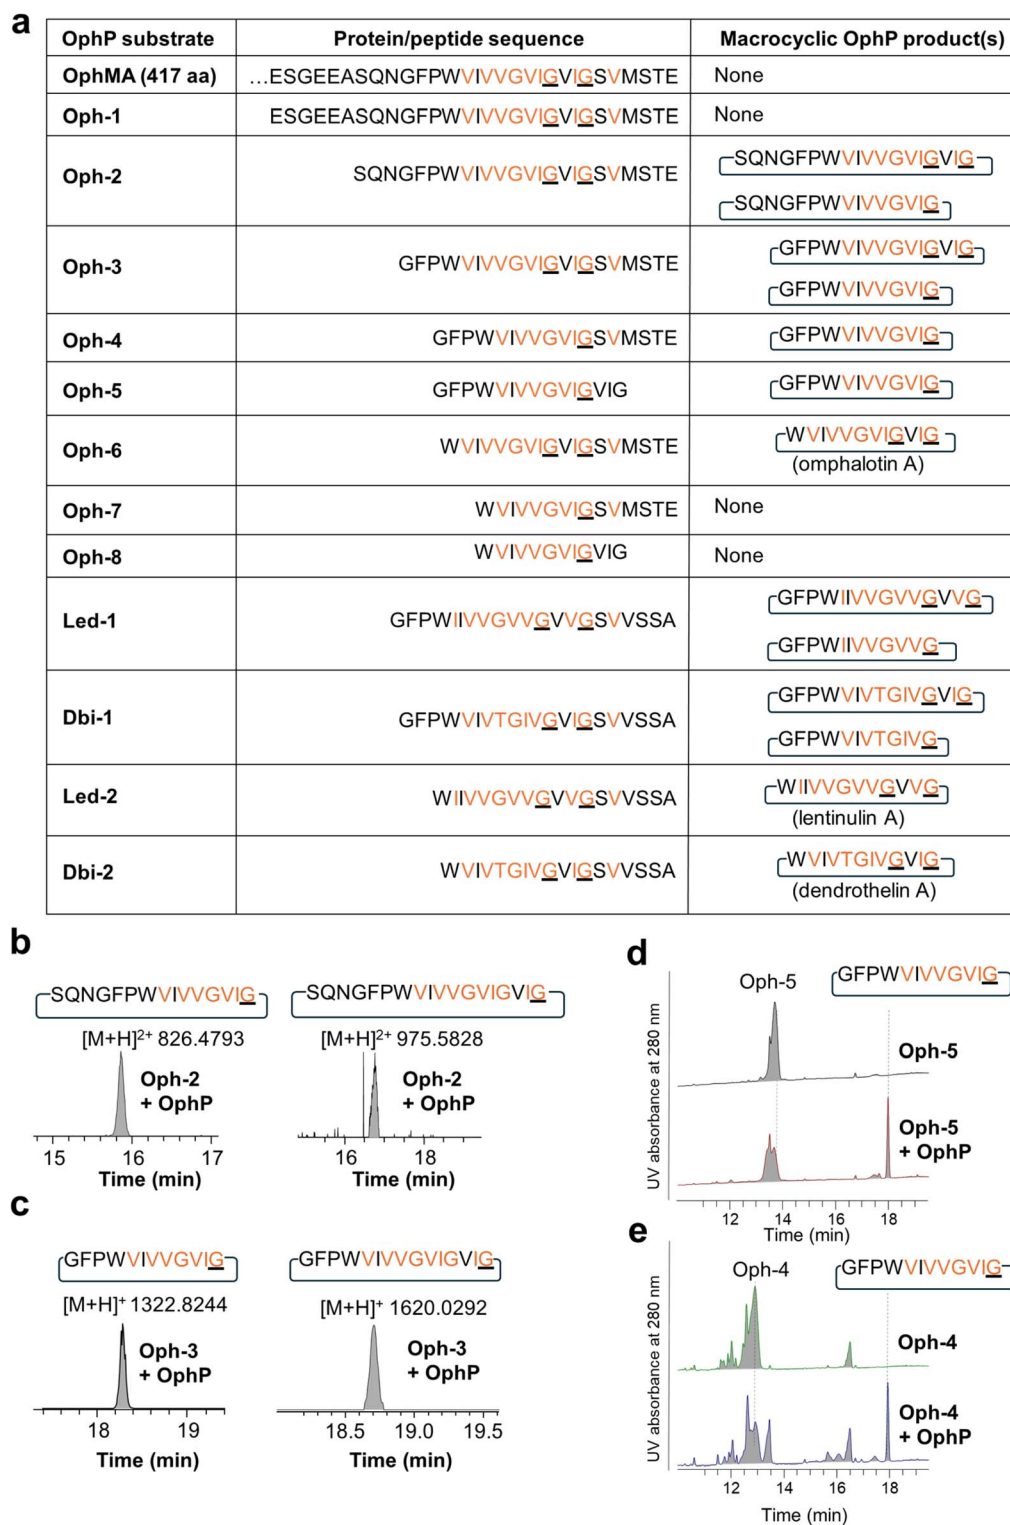 a
OphP substrate Protein/peptide sequence Macrocyclic OphP product(s)
OphMA (417 aa) ...ESGEEASQNGFPWVIVVGVIGVIGSVMSTE None
Oph-1 ESGEEASQNGFPWVIVVGVIGVIGSVMSTE None
Oph-2 SQNGFPWVIVVGVIGVIGSVMSTE SQNGFPWVIVVGVIGVIG
SQNGFPWVIVVGVIG
Oph-3 GFPWVIVVGVIGVIGSVMSTE GFPWVIVVGVIGVIG
GFPWVIVVGVIG
Oph-4 GFPWVIVVGVIGSVMSTE GFPWVIVVGVIG
Oph-5 GFPWVIVVGVIGVIG GFPWVIVVGVIG
Oph-6 WVIVVGVIGVIGSVMSTE WVIVVGVIGVIG
(omphalotin A)
Oph-7 WVIVVGVIGSVMSTE None
Oph-8 WVIVVGVIGVIG None
Led-1 GFPWIIVVGVVGVVGSVVSSA GFPWIIVVGVVGVVG
GFPWIIVVGVVG
Dbi-1 GFPWVIVTGIVGVIGSVVSSA GFPWVIVTGIVGVIG
GFPWVIVTGIVG
Led-2 WIIVVGVVGVVGSVVSSA WIIVVGVVGVVG
(lentinulin A)
Dbi-2 WVIVTGIVGVIGSVVSSA WVIVTGIVGVIG
(dendrothelin A)
b
SQNGFPWVIVVGVIG SQNGFPWVIVVGVIGVIG
[M+H]2+ 826.4793 [M+H]2+ 975.5828
Oph-2 Oph-2
+ OphP + OphP
15 16 17 16 18
Time (min) Time (min)
c
GFPWVIVVGVIG GFPWVIVVGVIGVIG
[M+H]+ 1322.8244 [M+H]+ 1620.0292
Oph-3 Oph-3
+ OphP + OphP
18 19 18.5 19.0 19.5
Time (min) Time (min)
d
Oph-5 GFPWVIVVGVIG
Oph-5
Oph-5
+ OphP
UV absorbance at 280 nm
12 14 16 18
Time (min)
e
Oph-4 GFPWVIVVGVIG
Oph-4
Oph-4
+ OphP
UV absorbance at 280 nm
12 14 16 18
Time (min)